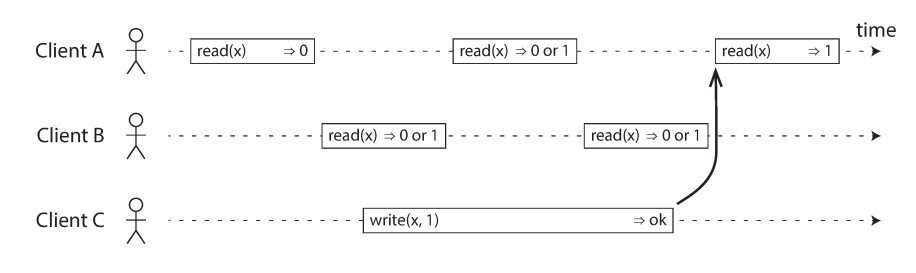 time
Client A read(x) ⇒ 0 read(x) ⇒ 0 or 1 read(x) ⇒ 1
Client B read(x) ⇒ 0 or 1 read(x) ⇒ 0 or 1
Client C write(x, 1) ⇒ ok